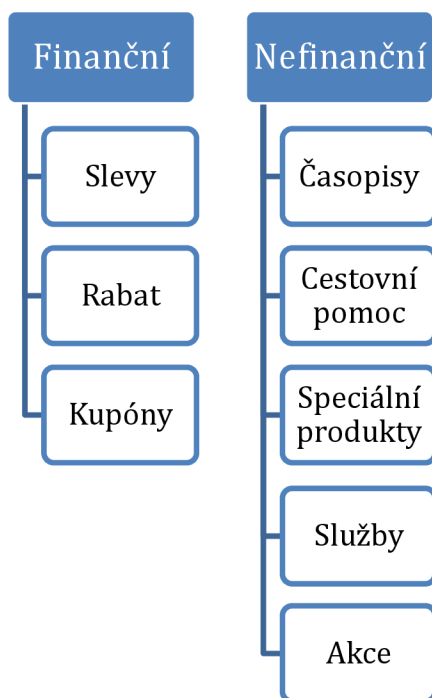 Finanční
Slevy
Rabat
Kupóny
Nefinanční
Časopisy
Cestovní
pomoc
Speciální
produkty
Služby
Akce